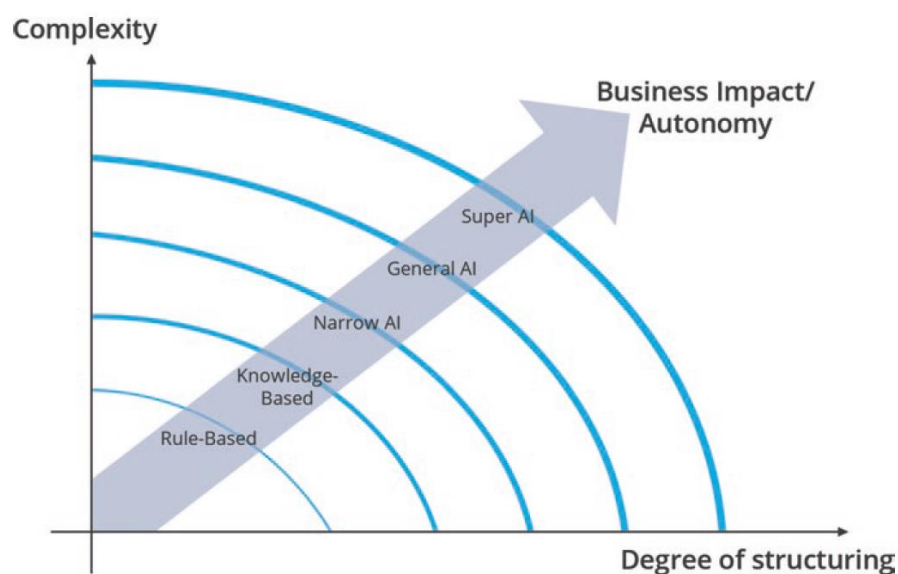 Complexity
Business Impact/
Autonomy
Super AI
General AI
Narrow AI
Knowledge-
Based
Rule-Based
Degree of structuring